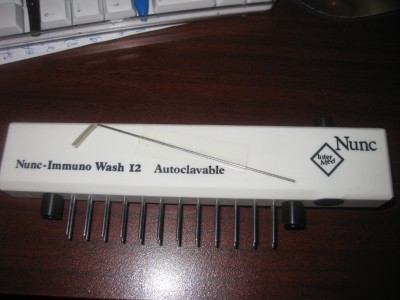 Nunc
Inter
Med
Nunc-Immuno Wash 12 Autoclavable